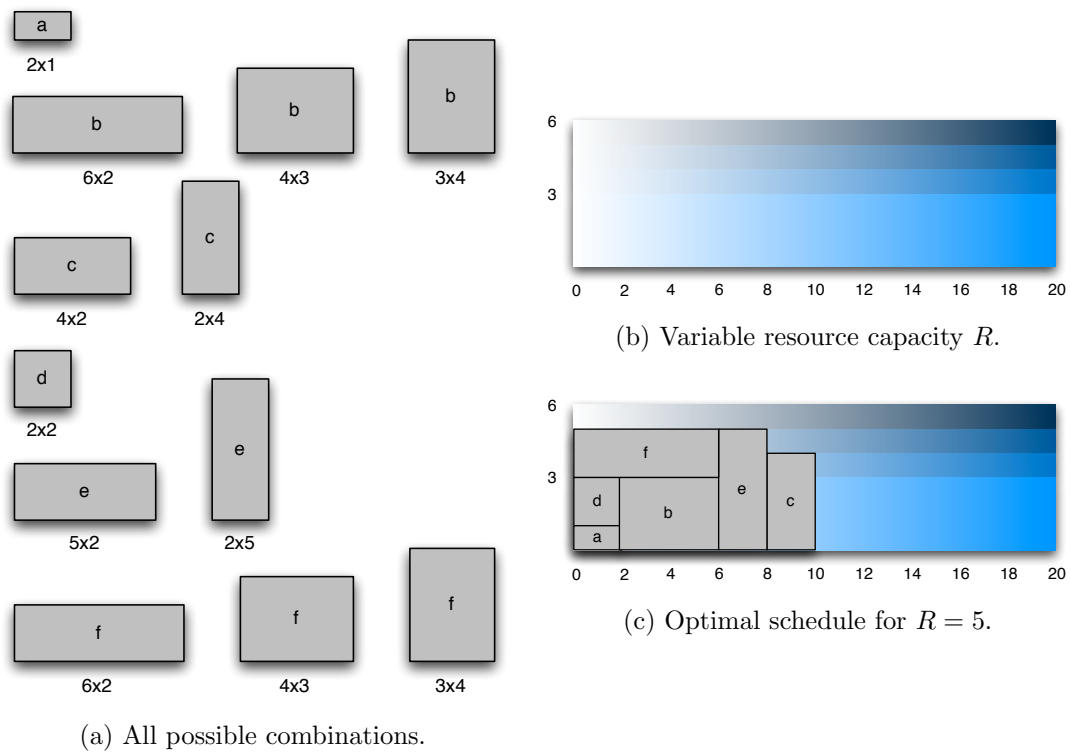 a
2x1
b
b
b
6x2
4x3
3x4
c
c
4x2
2x4
d
2x2
e
e
5x2
2x5
f
f
f
6x2
4x3
3x4
(a) All possible combinations.
6
3
0 2 4 6 8 10 12 14 16 18 20
(b) Variable resource capacity R.
6
3
f
d
b
e
c
a
0 2 4 6 8 10 12 14 16 18 20
(c) Optimal schedule for R = 5.